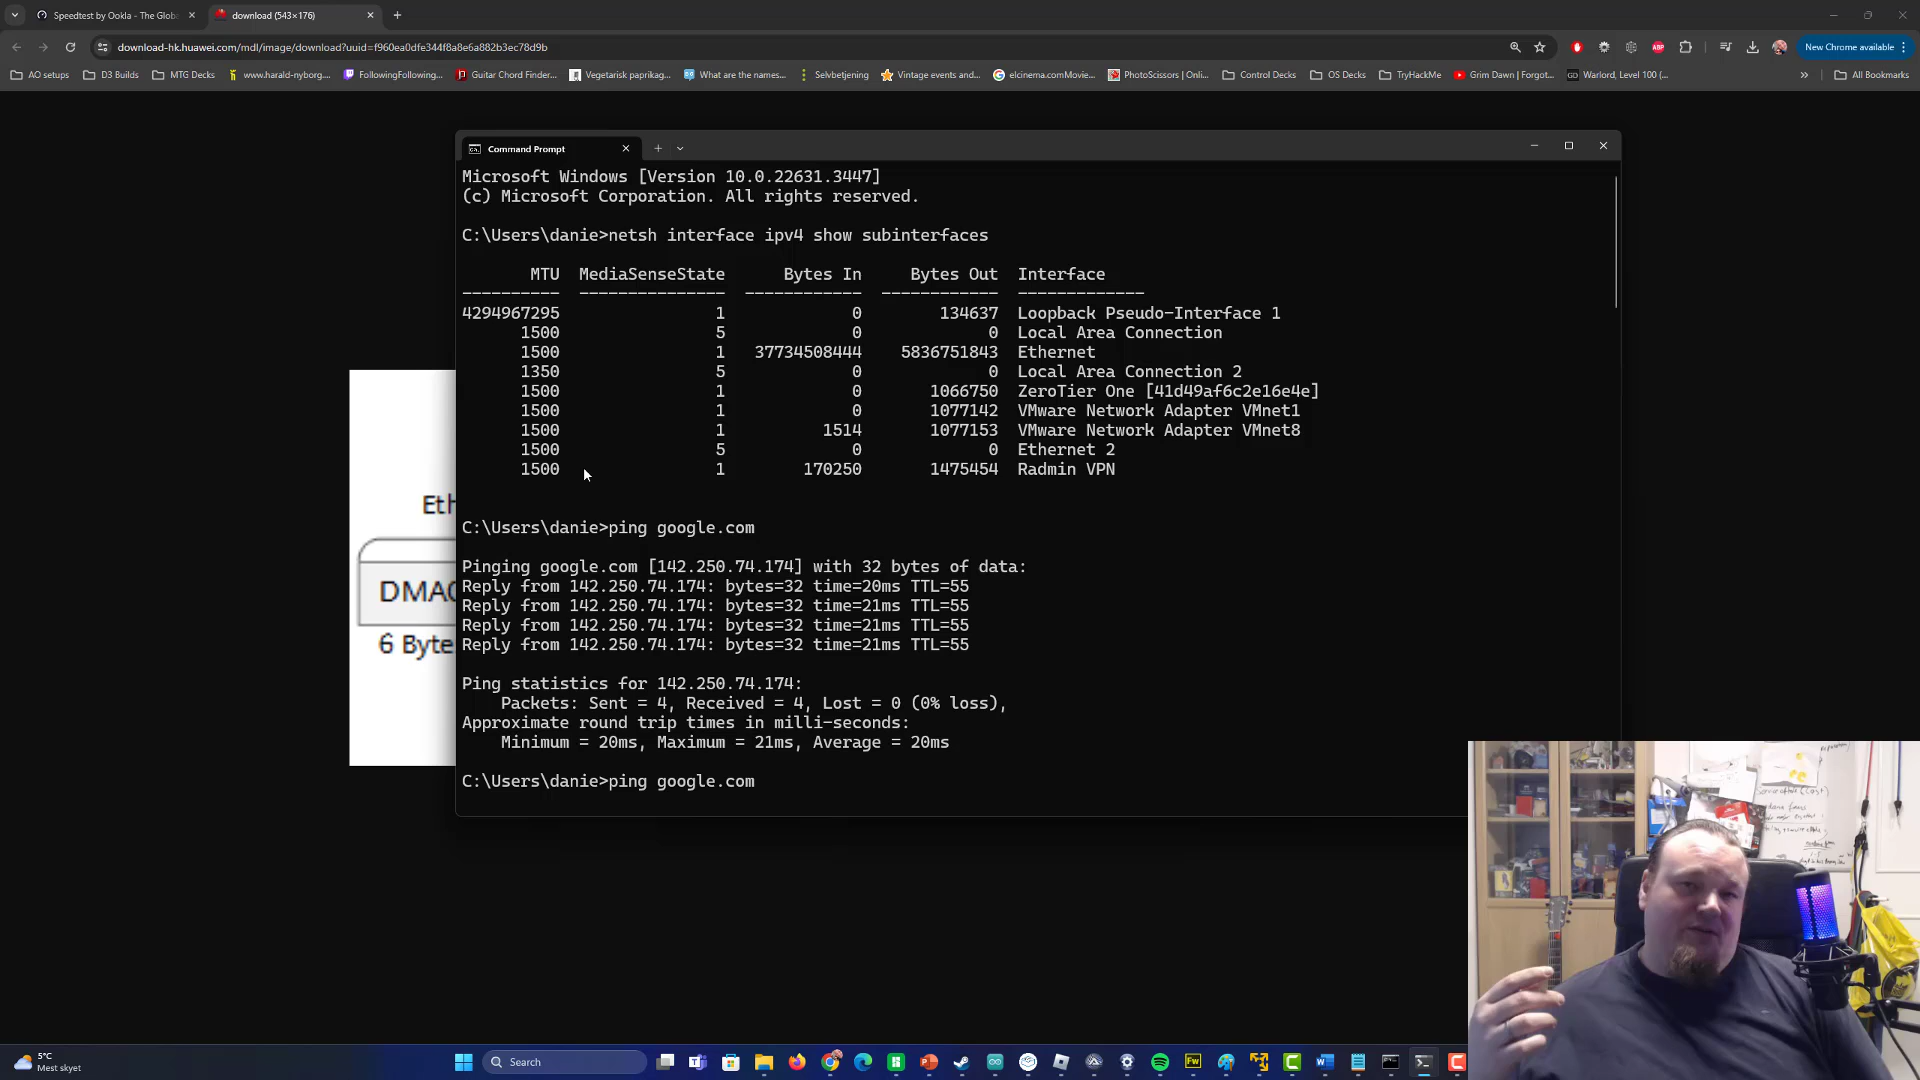 Speedtest by Ookla - The Glob
download (543×176)
download-hk.huawei.com/mdl/image/download?uuid=f960ea0dfe344f8a8e6a882b3ec78d9b
New Chrome available
AO setups
D3 Builds
MTG Decks
www.harald-nyborg....
FollowingFollowing...
Guitar Chord Finder...
Vegetarisk paprikag...
What are the names...
Selvbetjening
Vintage events and...
elcinema.comMovie...
PhotoScissors | Onli...
Control Decks
OS Decks
TryHackMe
Grim Dawn | Forgot...
Warlord, Level 100 (...
All Bookmarks
Command Prompt
Microsoft Windows [Version 10.0.22631.3447]
(c) Microsoft Corporation. All rights reserved.
C:\Users\danie>netsh interface ipv4 show subinterfaces
MTU MediaSenseState Bytes In Bytes Out Interface
---------- --------------- ------------ ------------ -------------
4294967295 1 0 134637 Loopback Pseudo-Interface 1
1500 5 0 0 Local Area Connection
1500 1 37734508444 5836751843 Ethernet
1350 5 0 0 Local Area Connection 2
1500 1 0 1066750 ZeroTier One [41d49af6c2e16e4e]
1500 1 0 1077142 VMware Network Adapter VMnet1
1500 1 1514 1077153 VMware Network Adapter VMnet8
1500 5 0 0 Ethernet 2
1500 1 170250 1475454 Radmin VPN
C:\Users\danie>ping google.com
Pinging google.com [142.250.74.174] with 32 bytes of data:
Reply from 142.250.74.174: bytes=32 time=20ms TTL=55
Reply from 142.250.74.174: bytes=32 time=21ms TTL=55
Reply from 142.250.74.174: bytes=32 time=21ms TTL=55
Reply from 142.250.74.174: bytes=32 time=21ms TTL=55
Ping statistics for 142.250.74.174:
Packets: Sent = 4, Received = 4, Lost = 0 (0% loss),
Approximate round trip times in milli-seconds:
Minimum = 20ms, Maximum = 21ms, Average = 20ms
C:\Users\danie>ping google.com
Eth
DMAC
6 Byte
5°C
Mest skyet
Search